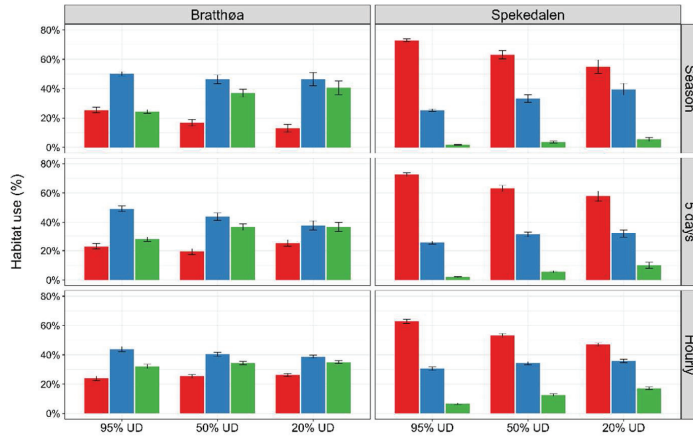 Bratthøa Spekedalen
80%
60%
40%
20%
0%
Season
80%
60%
40%
20%
0%
5 days
80%
60%
40%
20%
0%
Hourly
Habitat use (%)
95% UD 50% UD 20% UD 95% UD 50% UD 20% UD